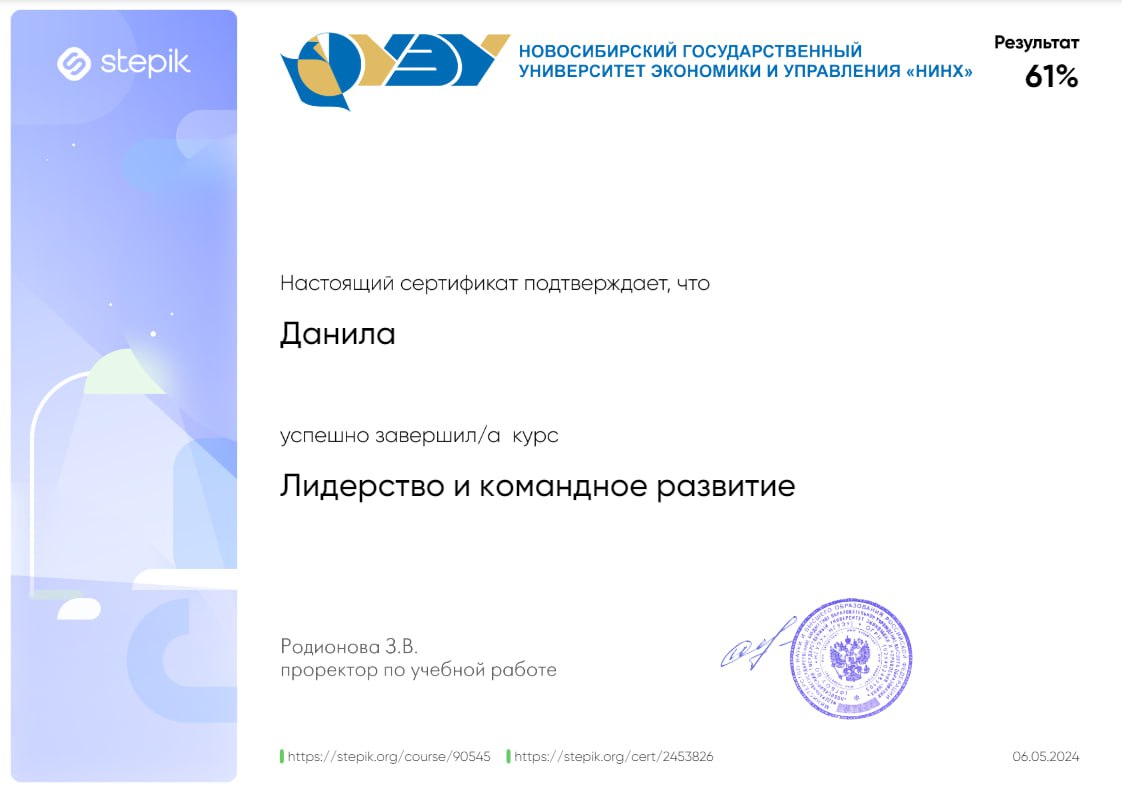 stepik
НОВОСИБИРСКИЙ ГОСУДАРСТВЕННЫЙ
УНИВЕРСИТЕТ ЭКОНОМИКИ И УПРАВЛЕНИЯ «НИНХ»
Результат
61%
Настоящий сертификат подтверждает, что
Данила
успешно завершил/а курс
Лидерство и командное развитие
Родионова З.В.
проректор по учебной работе
https://stepik.org/course/90545 https://stepik.org/cert/2453826
06.05.2024